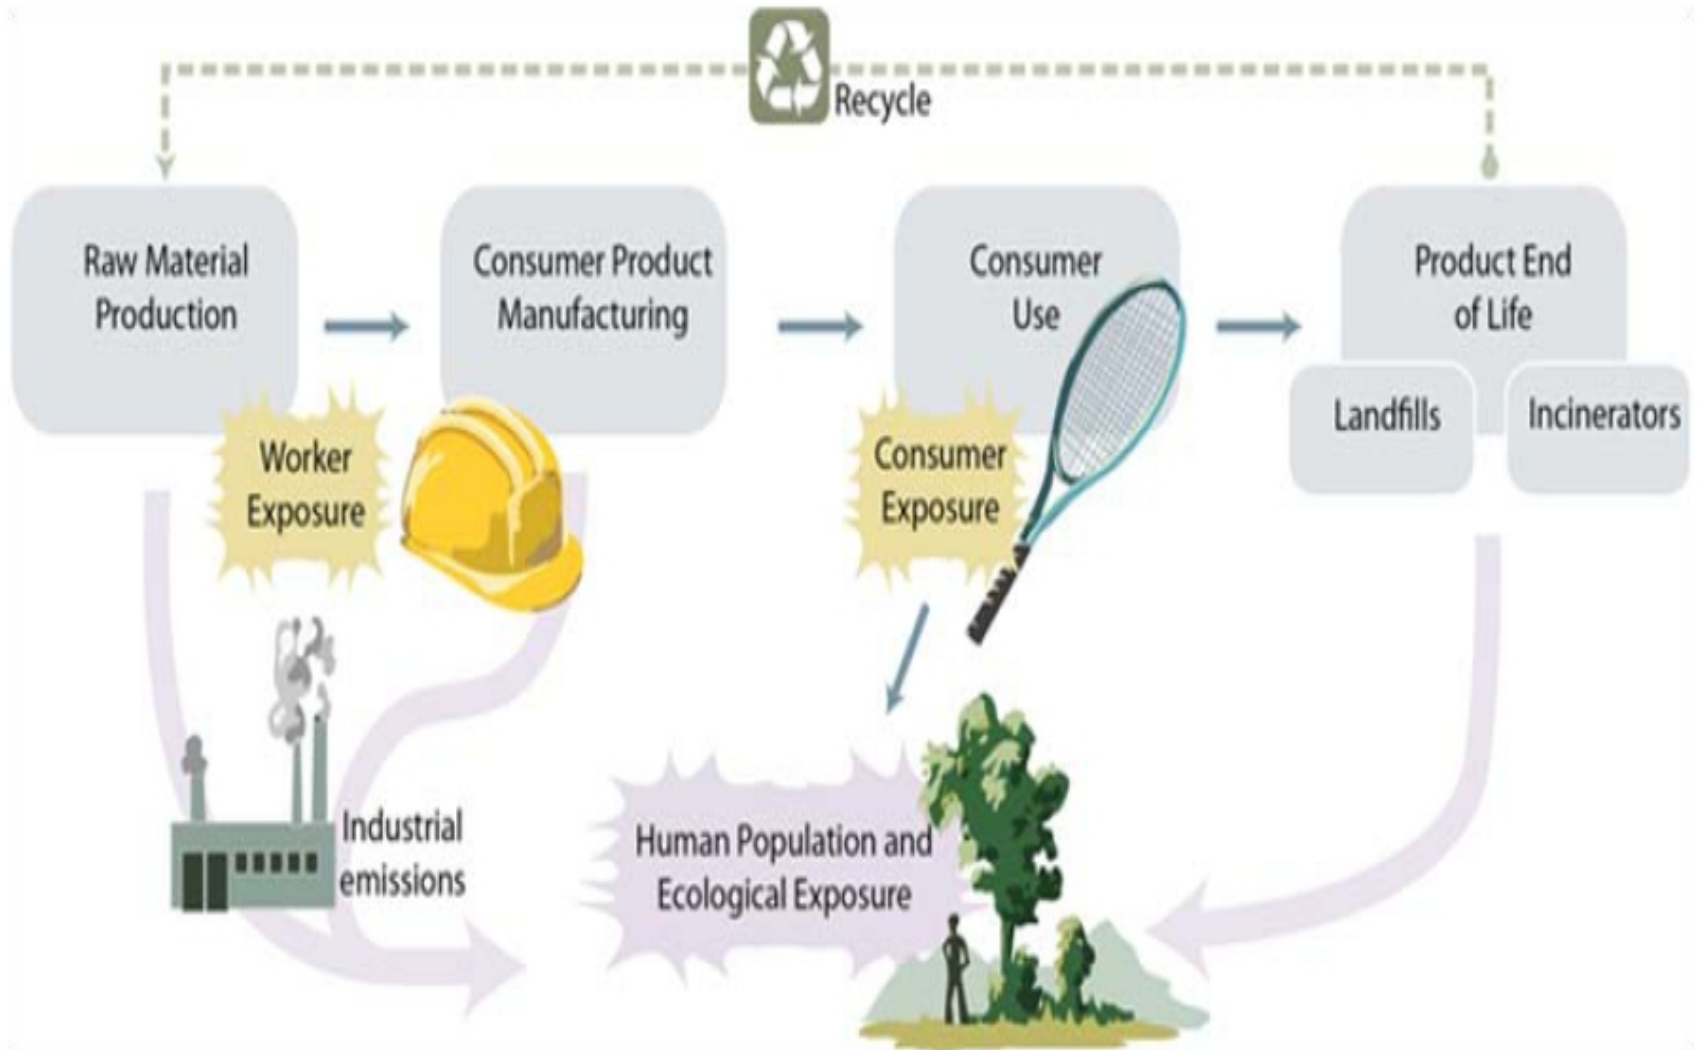 Recycle
Raw Material
Production
Consumer Product
Manufacturing
Consumer
Use
Product End
of Life
Landfills
Incinerators
Worker
Exposure
Consumer
Exposure
Industrial
emissions
Human Population and
Ecological Exposure